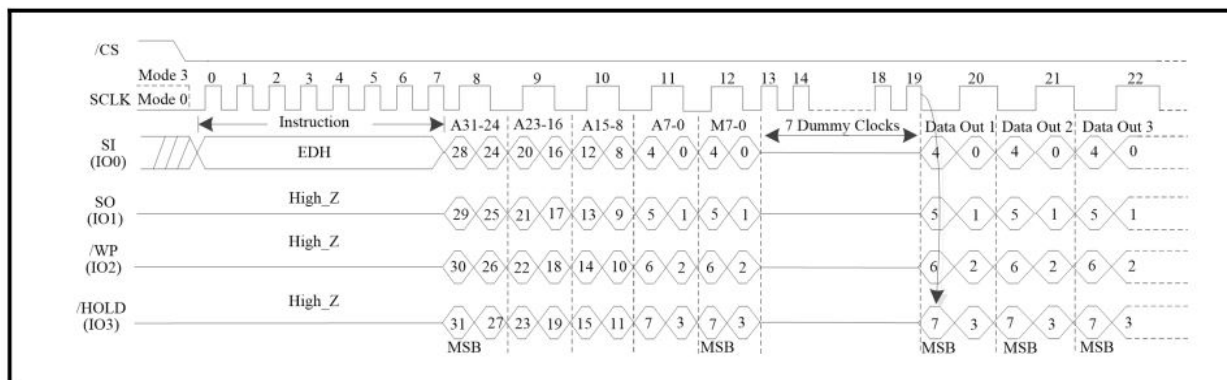 /CS
Mode 3 0 1 2 3 4 5 6 7 8 9 10 11 12 13 14 18 19 20 21 22
SCLK Mode 0
Instruction A31-24 A23-16 A15-8 A7-0 M7-0 7 Dummy Clocks Data Out 1 Data Out 2 Data Out 3
SI
(IO0) EDH 28 24 20 16 12 8 4 0 4 0 4 0 4 0 4 0
High_Z
SO
(IO1) 29 25 21 17 13 9 5 1 5 1 5 1 5 1 5 1
High_Z
/WP
(IO2) 30 26 22 18 14 10 6 2 6 2 6 2 6 2 6 2
High_Z
/HOLD
(IO3) 31 27 23 19 15 11 7 3 7 3 7 3 7 3 7 3
MSB MSB MSB MSB MSB